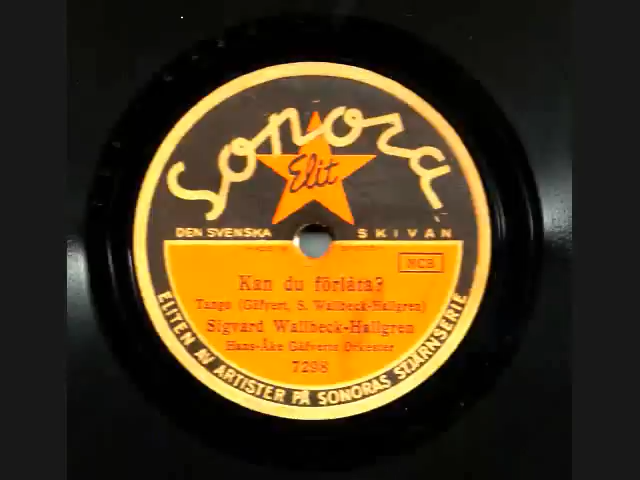 Sonora
Elit
DEN SVENSKA SKIVAN
NCB
Kan du förlåta?
Tango (Gäfvert, S. Wallbeck-Hallgren)
Sigvard Wallbeck-Hallgren
Hans-Åke Gäfverts Orkester
7298
ELITEN AV ARTISTER PÅ SONORAS STJÄRNSERIE